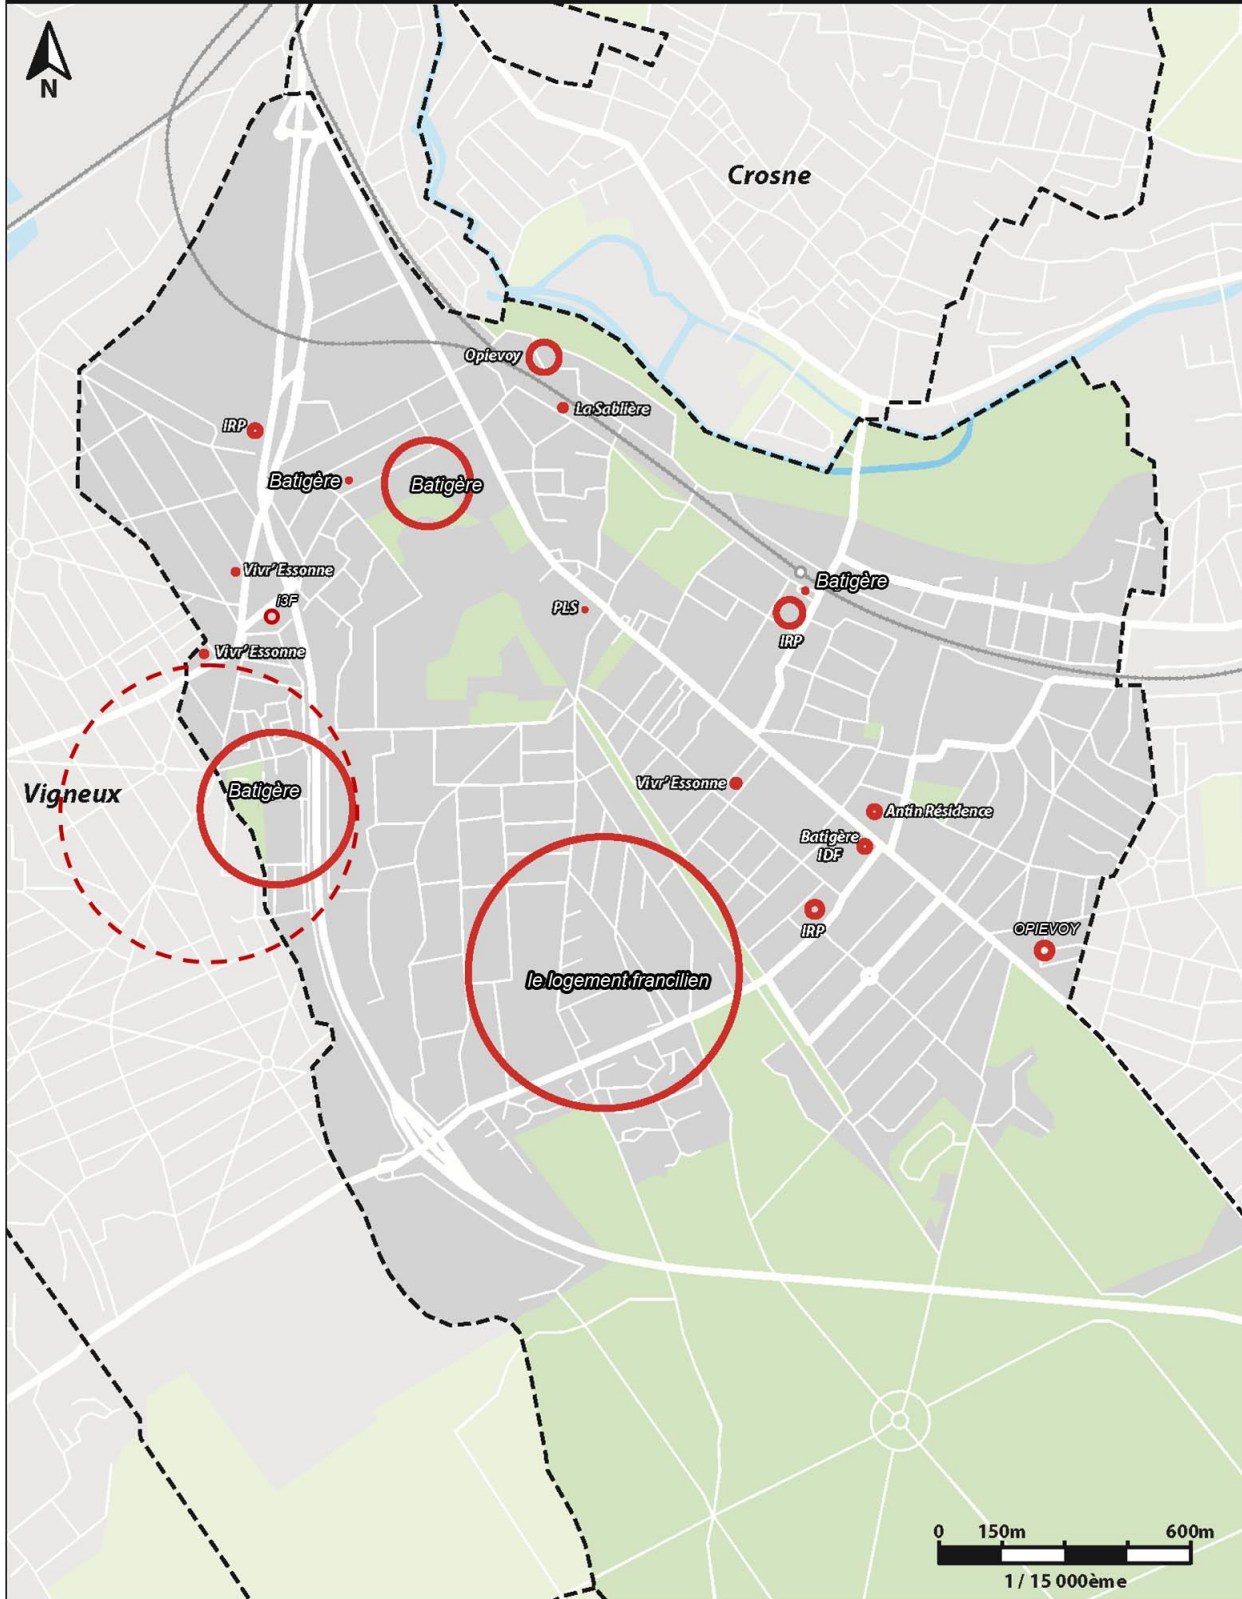 N
Crosne
Opievoy
La Sablière
IRP
Batigère
Batigère
Vivr' Essonne
i3F
Batigère
PLS
IRP
Vivr' Essonne
Vigneux
Batigère
Vivr' Essonne
Antin Résidence
Batigère
IDF
IRP
OPIEVOY
le logement francilien
0 150m 600m
1 / 15 000ème